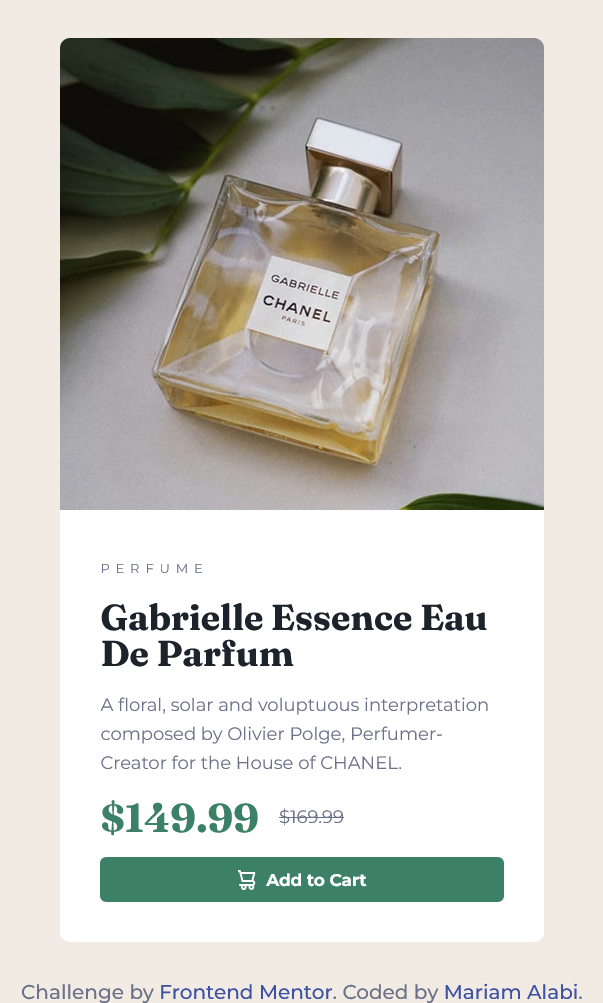 GABRIELLE
CHANEL
PARIS
PERFUME
Gabrielle Essence Eau
De Parfum
A floral, solar and voluptuous interpretation
composed by Olivier Polge, Perfumer-
Creator for the House of CHANEL.
$149.99 $169.99
Add to Cart
Challenge by Frontend Mentor. Coded by Mariam Alabi.